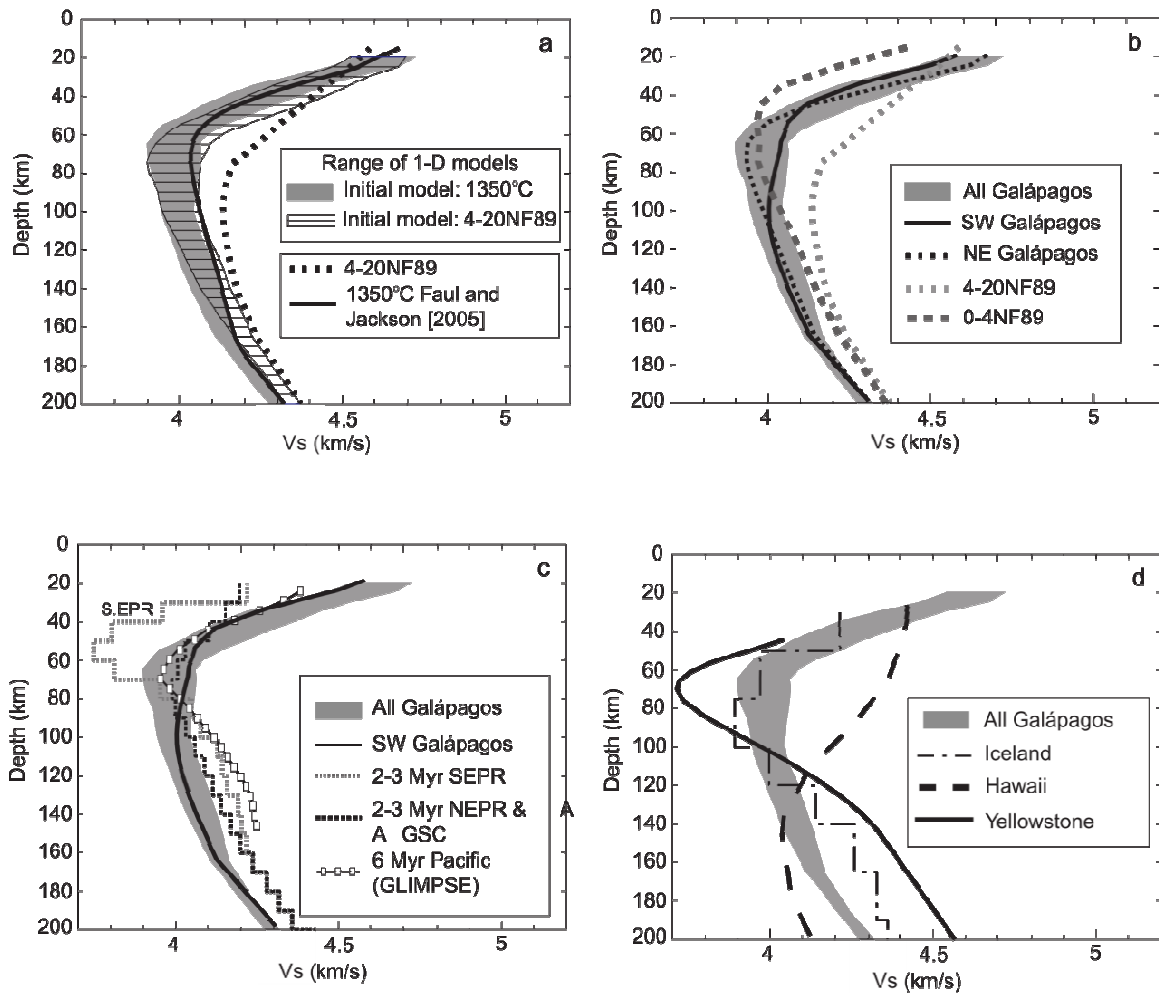 a
0
20
40
60
80
100
120
140
160
180
200
Depth (km)
4
4.5
5
Vs (km/s)
Range of 1-D models
Initial model: 1350°C
Initial model: 4-20NF89
4-20NF89
1350°C Faul and
Jackson [2005]
b
0
20
40
60
80
100
120
140
160
180
200
Depth (km)
4
4.5
5
Vs (km/s)
All Galápagos
SW Galápagos
NE Galápagos
4-20NF89
0-4NF89
c
0
20
40
60
80
100
120
140
160
180
200
Depth (km)
4
4.5
5
Vs (km/s)
SEPR
All Galápagos
SW Galápagos
2-3 Myr SEPR
2-3 Myr NEPR &
A GSC
A
6 Myr Pacific
(GLIMPSE)
d
0
20
40
60
80
100
120
140
160
180
200
Depth (km)
4
4.5
5
Vs (km/s)
All Galápagos
Iceland
Hawaii
Yellowstone